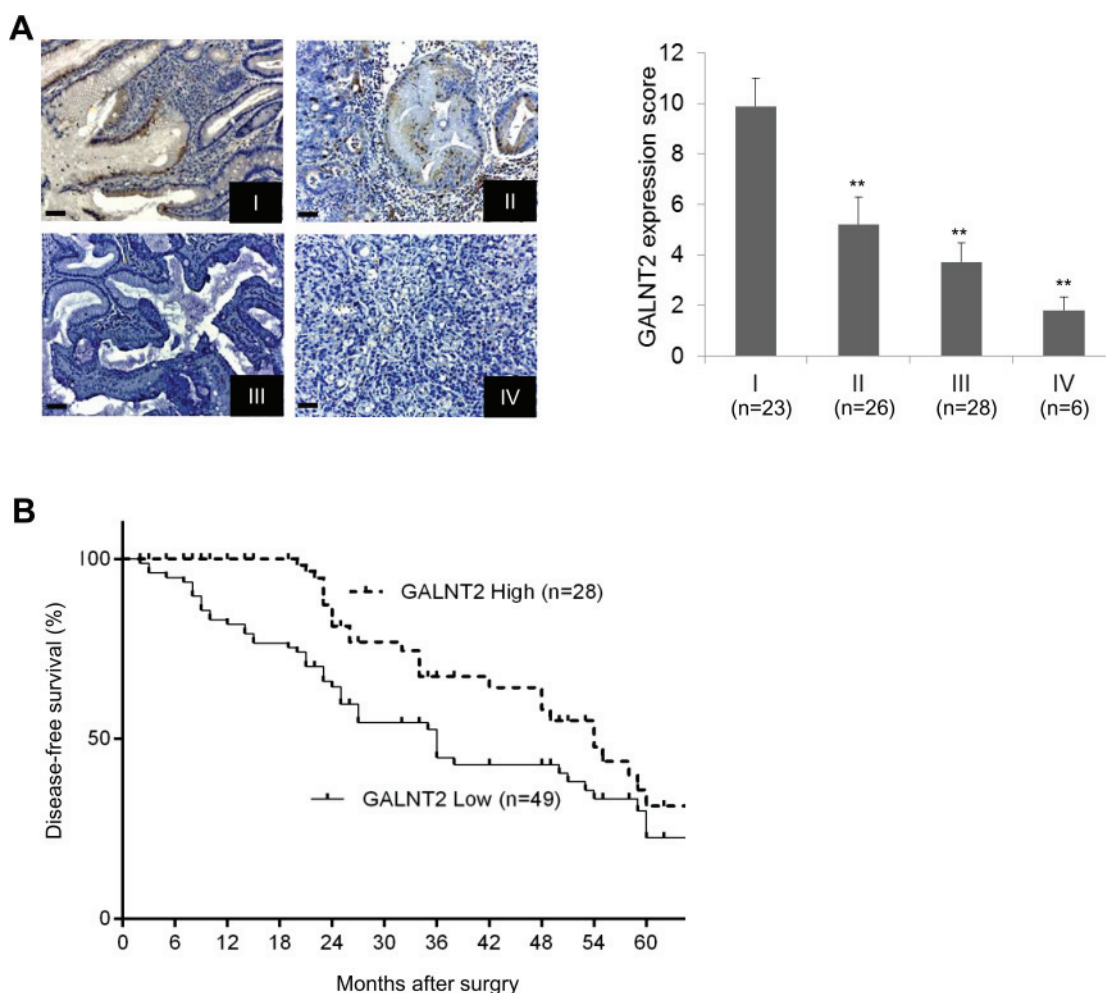 A
I
II
III
IV
GALNT2 expression score
12
10
8
6
4
2
0
**
**
**
I II III IV
(n=23) (n=26) (n=28) (n=6)
B
Disease-free survival (%)
100
50
0
GALNT2 High (n=28)
GALNT2 Low (n=49)
0 6 12 18 24 30 36 42 48 54 60
Months after surgry